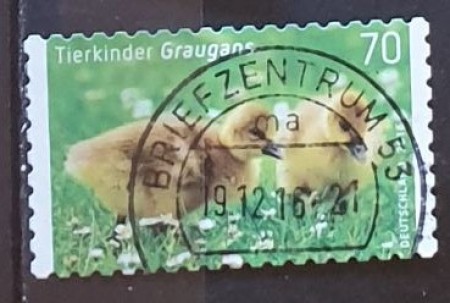 Tierkinder Graugans 70
BRIEFZENTRUM 53
ma
19.12.16-21
DEUTSCHLAND